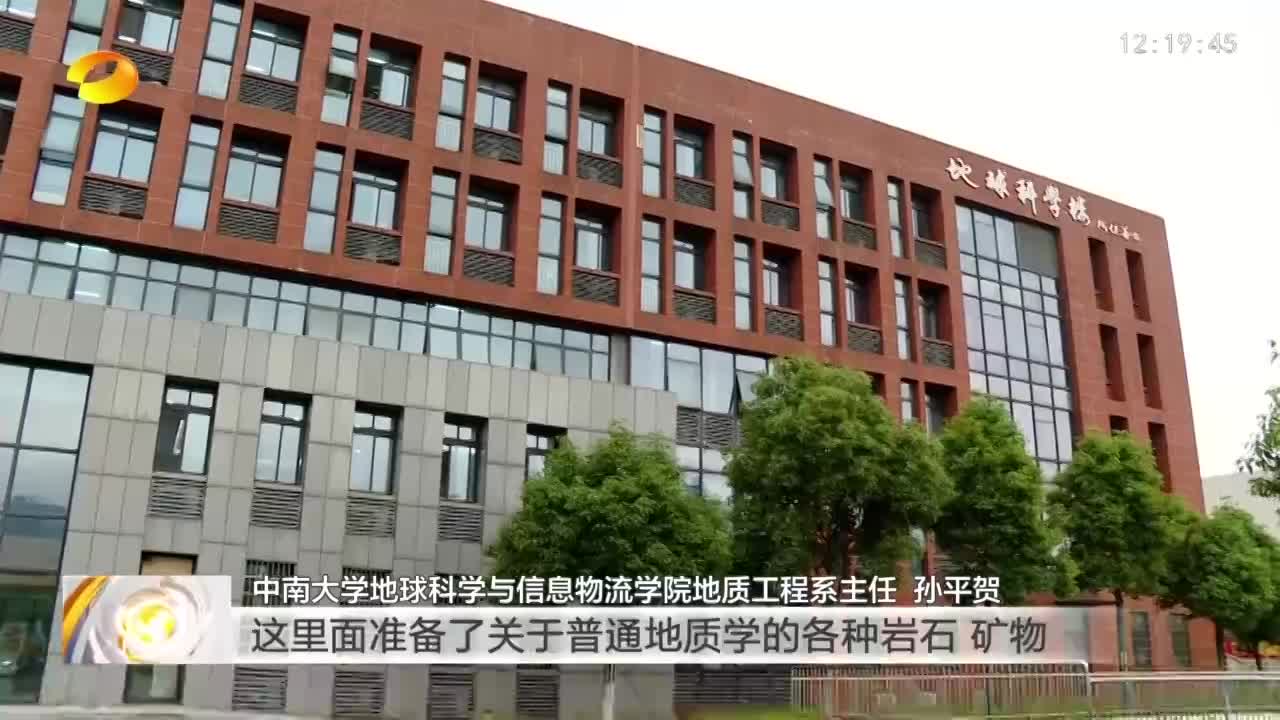 12:19:45
地球科学楼
中南大学地球科学与信息物流学院地质工程系主任 孙平贺
这里面准备了关于普通地质学的各种岩石 矿物